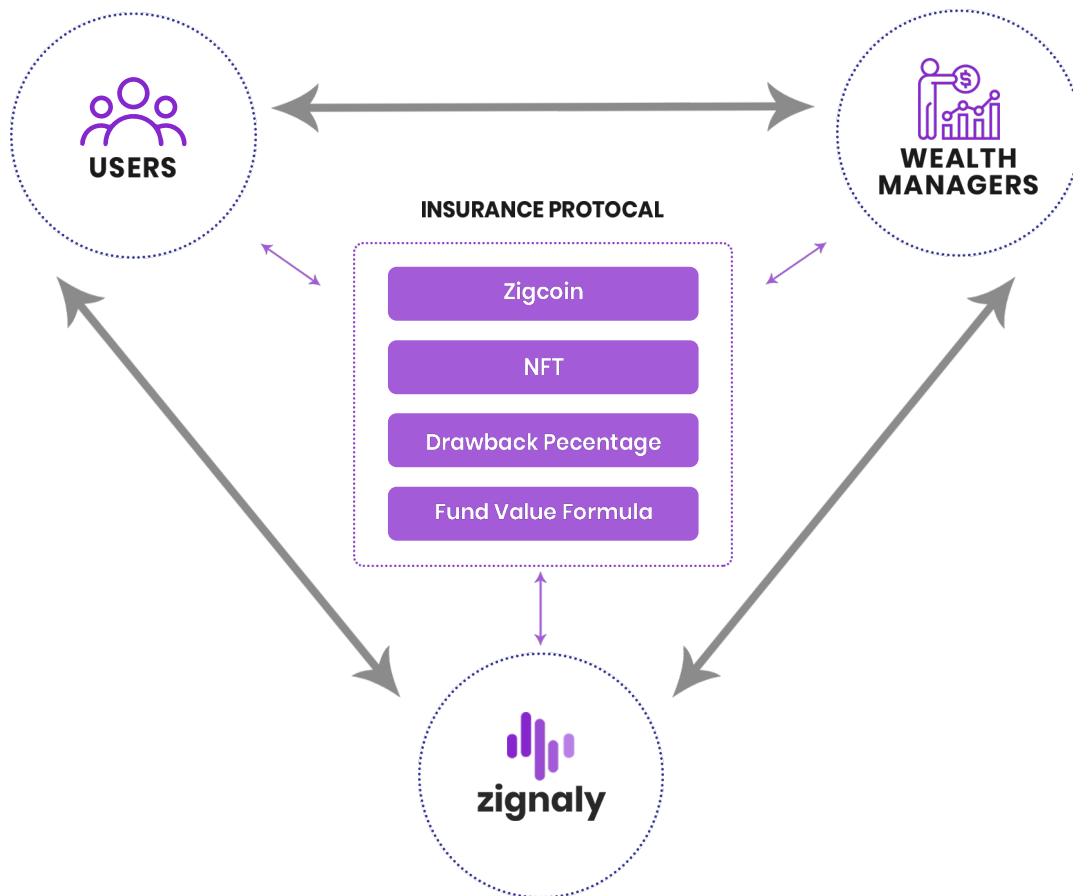 USERS
WEALTH
MANAGERS
INSURANCE PROTOCAL
Zigcoin
NFT
Drawback Pecentage
Fund Value Formula
zignaly